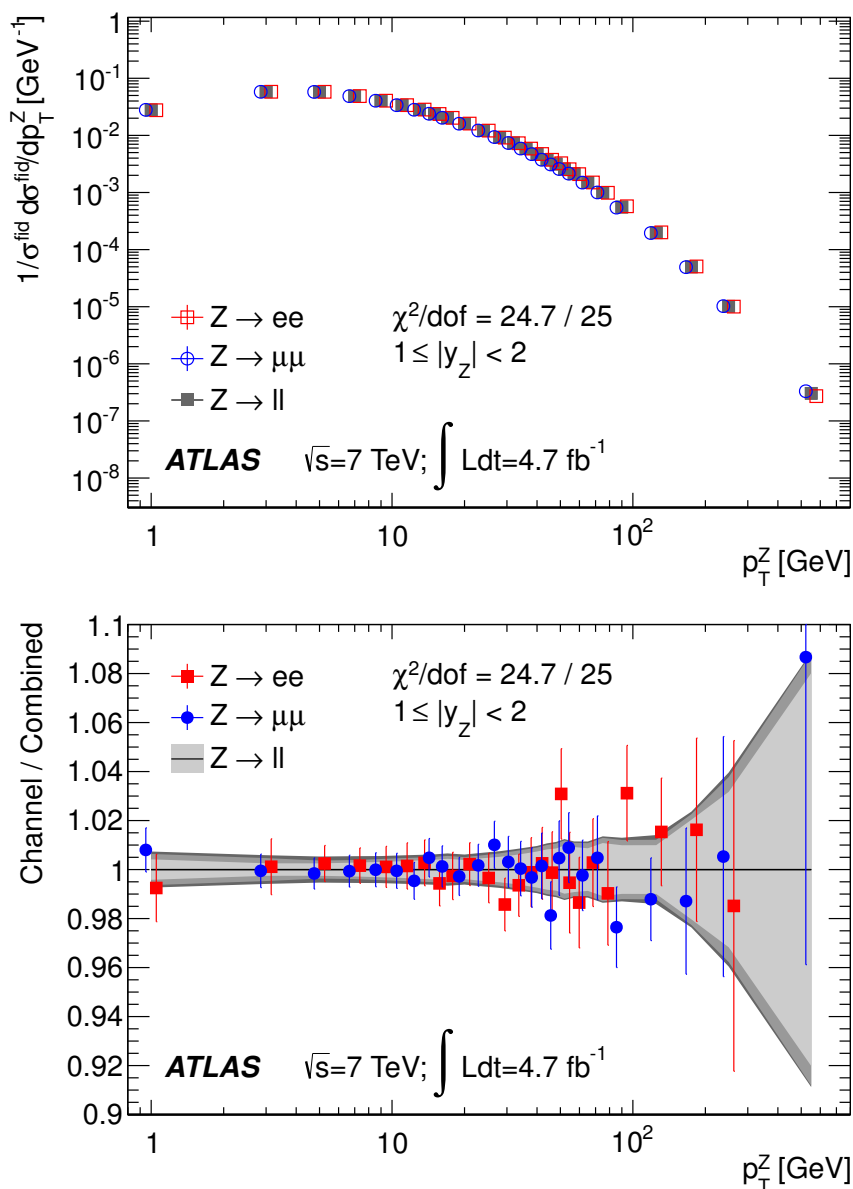 1/σ^fid dσ^fid/dp_T^Z [GeV^-1]
1
10^-1
10^-2
10^-3
10^-4
10^-5
10^-6
10^-7
10^-8
Z → ee
Z → μμ
Z → ll
χ²/dof = 24.7 / 25
1 ≤ |y_Z| < 2
ATLAS √s=7 TeV; ∫ Ldt=4.7 fb^-1
1 10 10^2
p_T^Z [GeV]
Channel / Combined
1.1
1.08
1.06
1.04
1.02
1
0.98
0.96
0.94
0.92
0.9
Z → ee
Z → μμ
Z → ll
χ²/dof = 24.7 / 25
1 ≤ |y_Z| < 2
ATLAS √s=7 TeV; ∫ Ldt=4.7 fb^-1
1 10 10^2
p_T^Z [GeV]